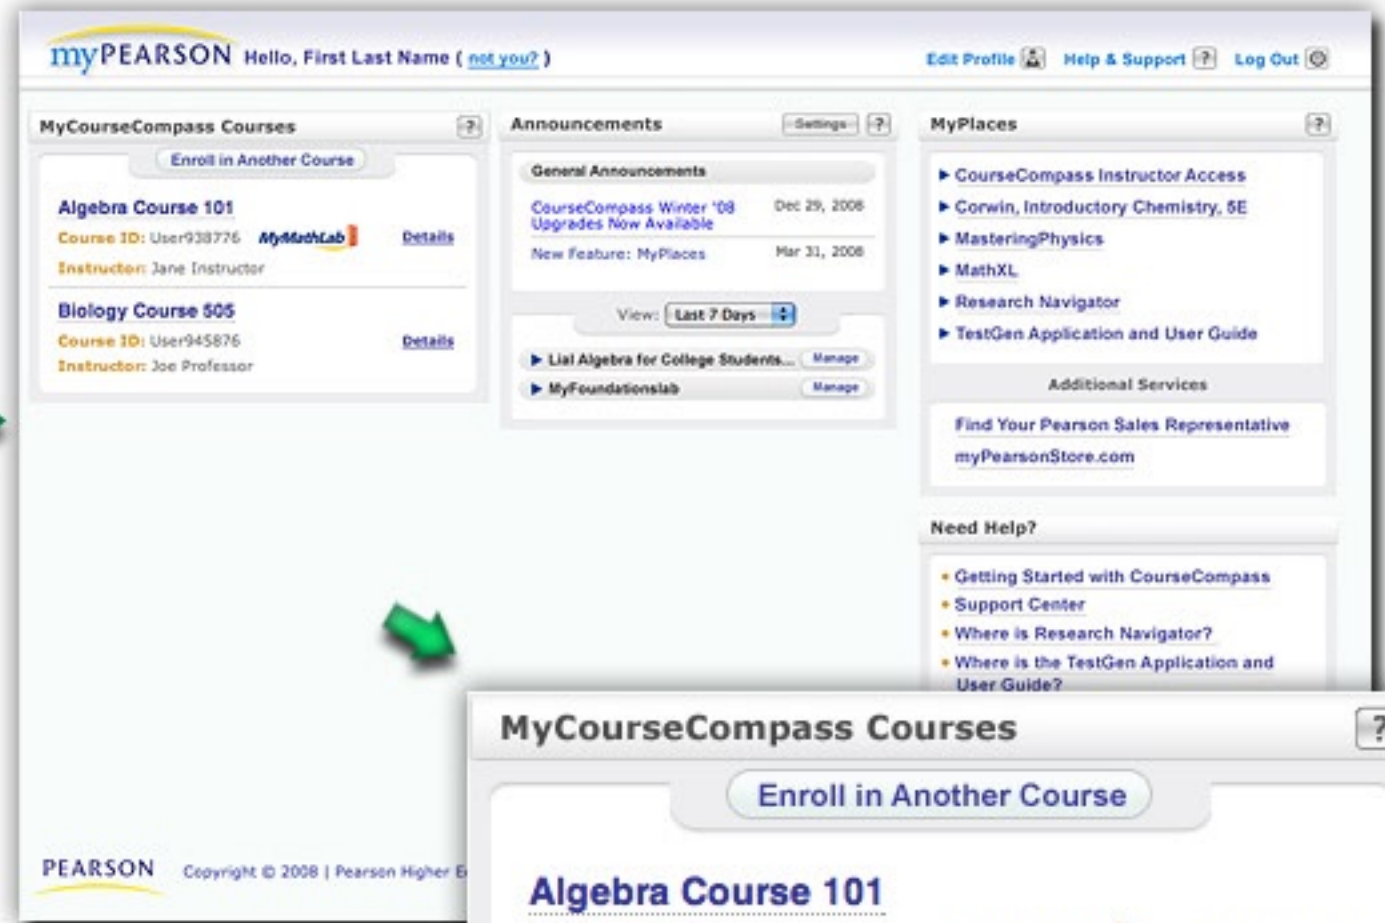 myPEARSON Hello, First Last Name ( not you? )
Edit Profile Help & Support ? Log Out
MyCourseCompass Courses ?
Enroll in Another Course
Algebra Course 101
Course ID: User938776 MyMathLab Details
Instructor: Jane Instructor
Biology Course 505
Course ID: User945876 Details
Instructor: Joe Professor
Announcements Settings ?
General Announcements
CourseCompass Winter '08 Dec 29, 2008
Upgrades Now Available
New Feature: MyPlaces Mar 31, 2008
View: Last 7 Days
Lial Algebra for College Students... Manage
MyFoundationslab Manage
MyPlaces ?
CourseCompass Instructor Access
Corwin, Introductory Chemistry, 5E
MasteringPhysics
MathXL
Research Navigator
TestGen Application and User Guide
Additional Services
Find Your Pearson Sales Representative
myPearsonStore.com
Need Help?
Getting Started with CourseCompass
Support Center
Where is Research Navigator?
Where is the TestGen Application and
User Guide?
PEARSON Copyright © 2008 | Pearson Higher E
MyCourseCompass Courses ?
Enroll in Another Course
Algebra Course 101